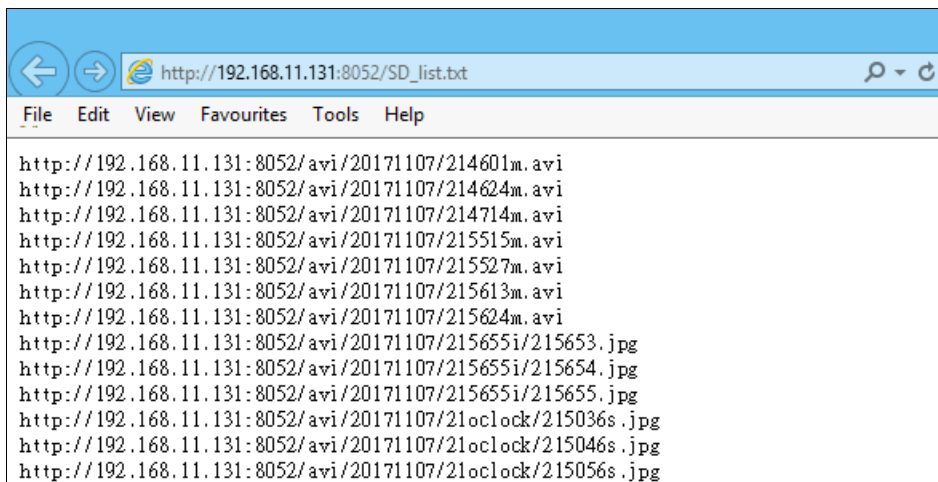 http://192.168.11.131:8052/SD_list.txt
File Edit View Favourites Tools Help
http://192.168.11.131:8052/avi/20171107/214601m.avi
http://192.168.11.131:8052/avi/20171107/214624m.avi
http://192.168.11.131:8052/avi/20171107/214714m.avi
http://192.168.11.131:8052/avi/20171107/215515m.avi
http://192.168.11.131:8052/avi/20171107/215527m.avi
http://192.168.11.131:8052/avi/20171107/215613m.avi
http://192.168.11.131:8052/avi/20171107/215624m.avi
http://192.168.11.131:8052/avi/20171107/215655i/215653.jpg
http://192.168.11.131:8052/avi/20171107/215655i/215654.jpg
http://192.168.11.131:8052/avi/20171107/215655i/215655.jpg
http://192.168.11.131:8052/avi/20171107/21oclock/215036s.jpg
http://192.168.11.131:8052/avi/20171107/21oclock/215046s.jpg
http://192.168.11.131:8052/avi/20171107/21oclock/215056s.jpg